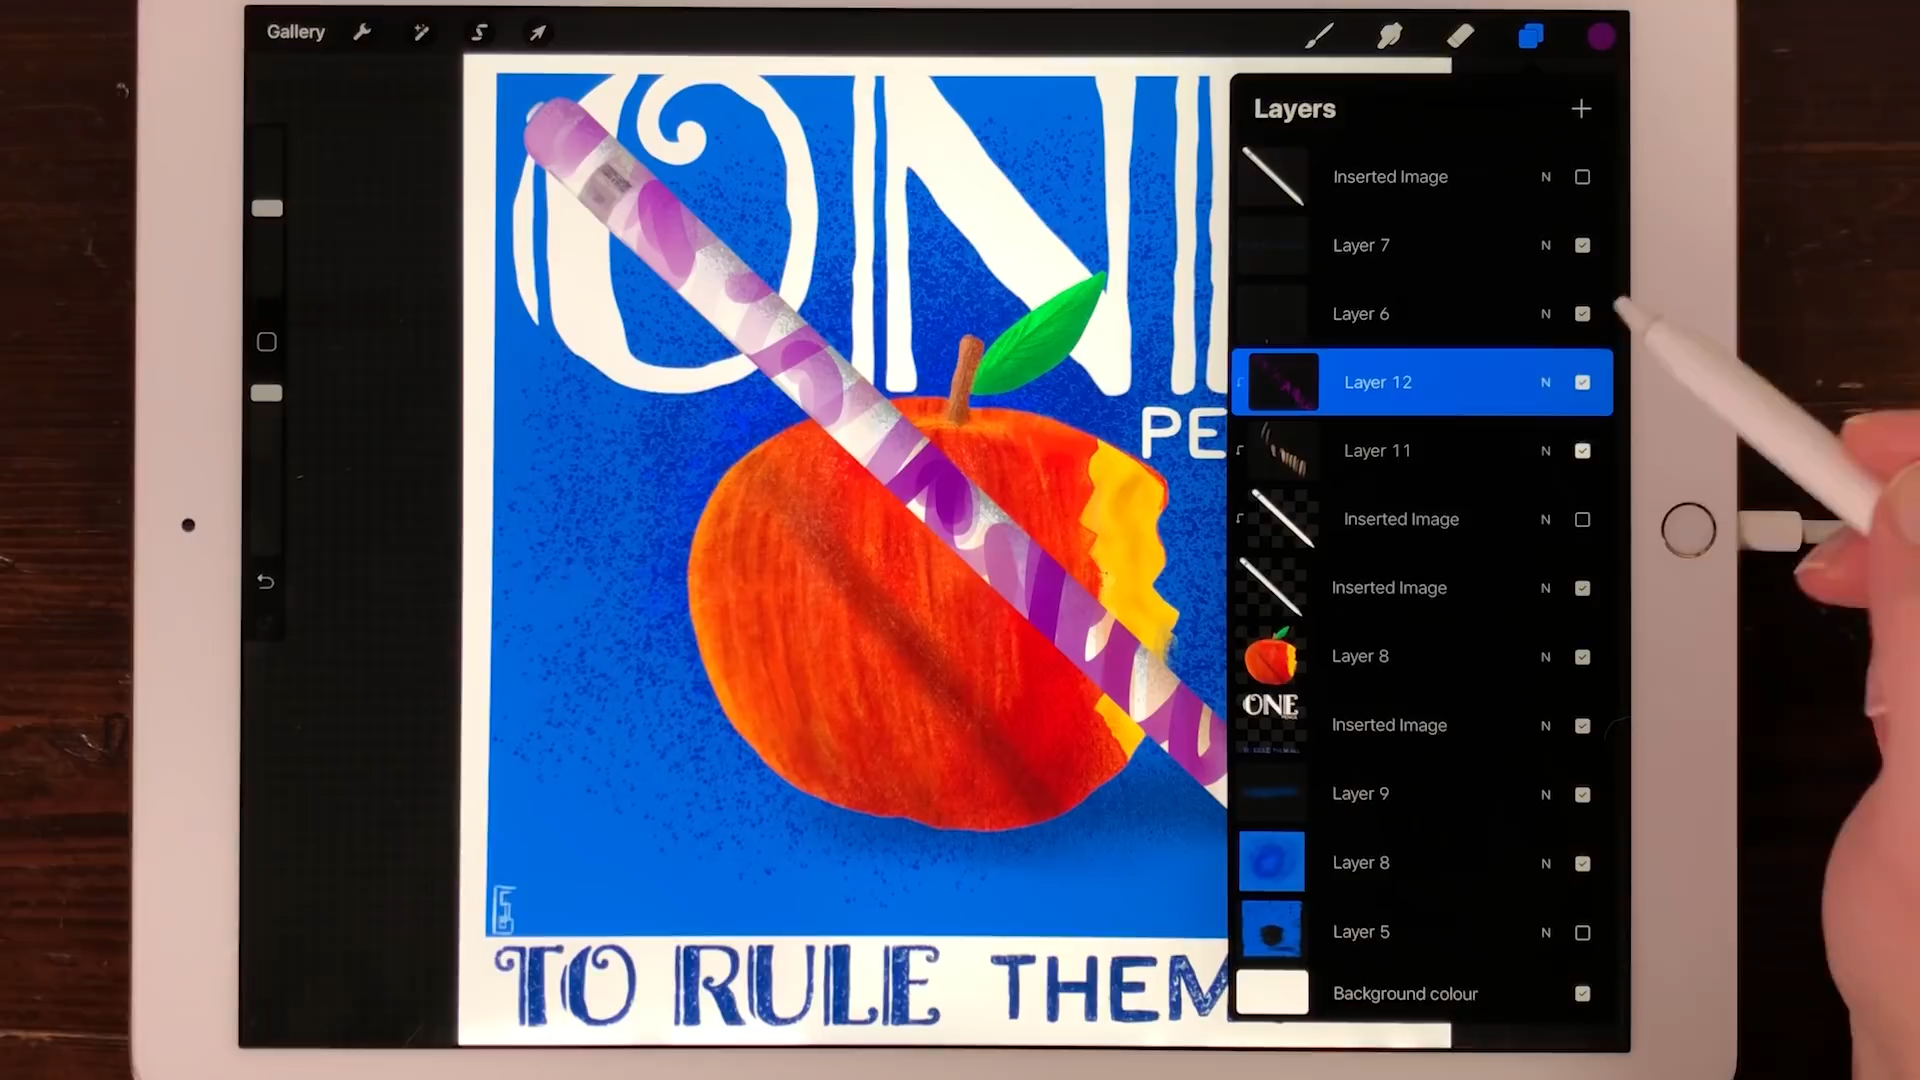 Gallery
Layers
Inserted Image N
Layer 7 N
Layer 6 N
Layer 12 N
Layer 11 N
Inserted Image N
Inserted Image N
Layer 8 N
Inserted Image N
Layer 9 N
Layer 8 N
Layer 5 N
Background colour
ONE
ONE
PE
TO RULE THEM